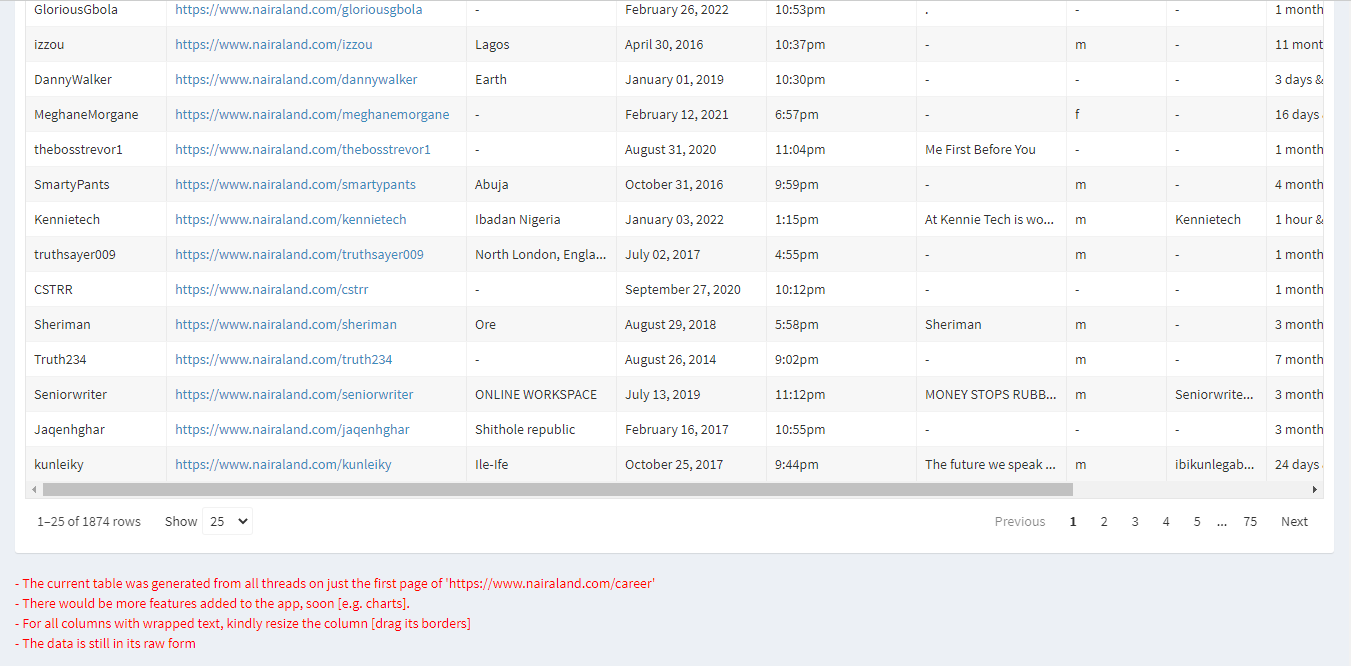 GloriousGbola https://www.nairaland.com/gloriousgbola - February 26, 2022 10:53pm . - - 1 month
izzou https://www.nairaland.com/izzou Lagos April 30, 2016 10:37pm - m - 11 mont
DannyWalker https://www.nairaland.com/dannywalker Earth January 01, 2019 10:30pm - - - 3 days &
MeghaneMorgane https://www.nairaland.com/meghanemorgane - February 12, 2021 6:57pm - f - 16 days
thebosstrevor1 https://www.nairaland.com/thebosstrevor1 - August 31, 2020 11:04pm Me First Before You - - 1 month
SmartyPants https://www.nairaland.com/smartypants Abuja October 31, 2016 9:59pm - m - 4 month
Kennietech https://www.nairaland.com/kennietech Ibadan Nigeria January 03, 2022 1:15pm At Kennie Tech is wo... m Kennietech 1 hour &
truthsayer009 https://www.nairaland.com/truthsayer009 North London, Engla... July 02, 2017 4:55pm - m - 1 month
CSTRR https://www.nairaland.com/cstrr - September 27, 2020 10:12pm - - - 1 month
Sheriman https://www.nairaland.com/sheriman Ore August 29, 2018 5:58pm Sheriman m - 3 month
Truth234 https://www.nairaland.com/truth234 - August 26, 2014 9:02pm - m - 7 month
Seniorwriter https://www.nairaland.com/seniorwriter ONLINE WORKSPACE July 13, 2019 11:12pm MONEY STOPS RUBB... m Seniorwrite... 3 month
Jaqenhghar https://www.nairaland.com/jaqenhghar Shithole republic February 16, 2017 10:55pm - - - 3 month
kunleiky https://www.nairaland.com/kunleiky Ile-Ife October 25, 2017 9:44pm The future we speak ... m ibikunlegab... 24 days
1–25 of 1874 rows Show 25 Previous 1 2 3 4 5 ... 75 Next
- The current table was generated from all threads on just the first page of 'https://www.nairaland.com/career'
- There would be more features added to the app, soon [e.g. charts].
- For all columns with wrapped text, kindly resize the column [drag its borders]
- The data is still in its raw form